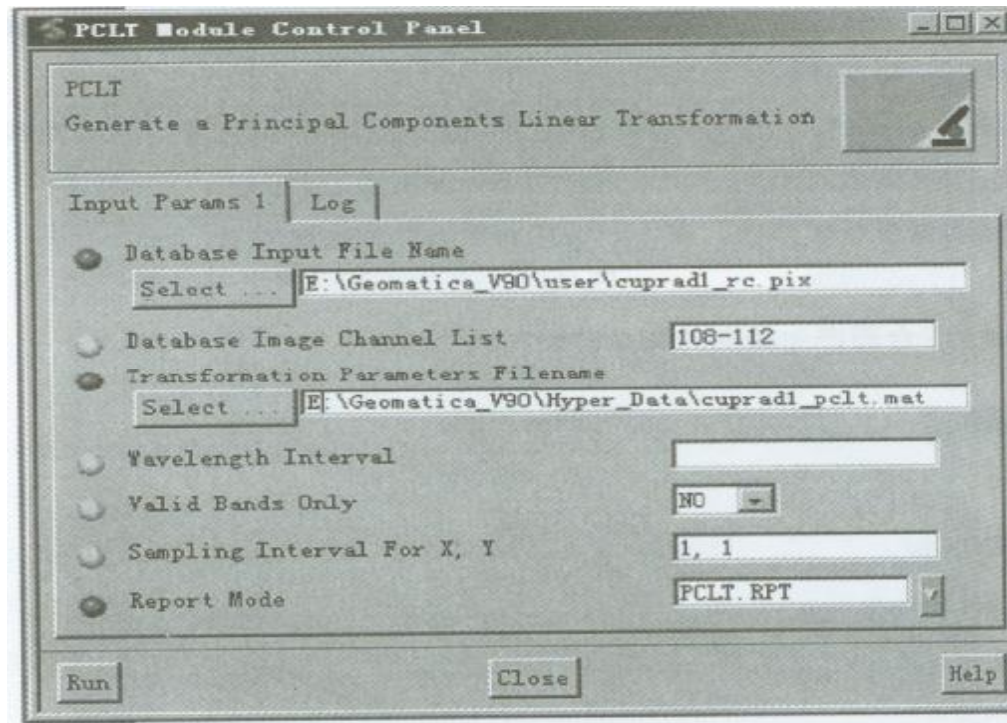 PCLT Module Control Panel
PCLT
Generate a Principal Components Linear Transformation
Input Params 1 Log
Database Input File Name
Select ... E:\Geomatica_V90\user\cuprad1_rc.pix
Database Image Channel List 108-112
Transformation Parameters Filename
Select ... E:\Geomatica_V90\Hyper_Data\cuprad1_pclt.mat
Wavelength Interval
Valid Bands Only NO
Sampling Interval For X, Y 1, 1
Report Mode PCLT.RPT
Run Close Help